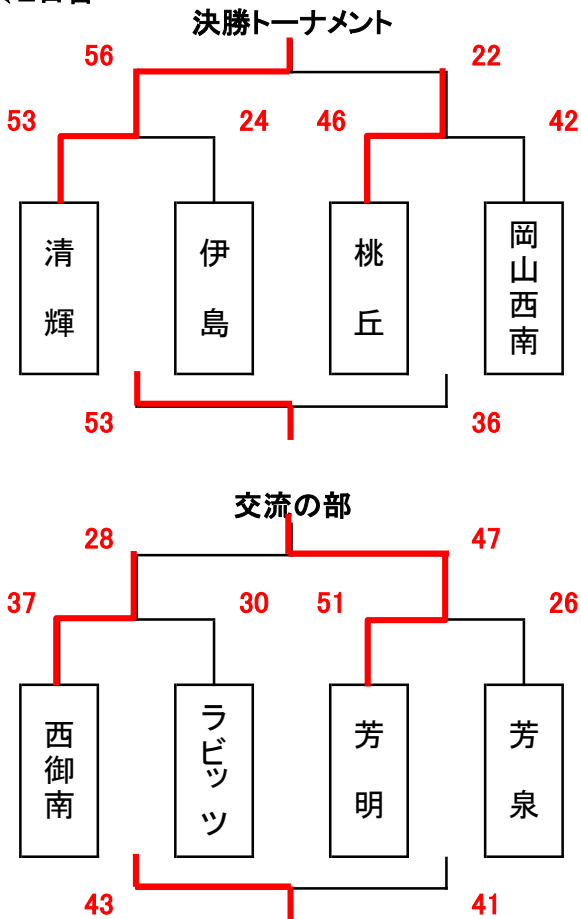 決勝トーナメント
56 22
53 24 46 42
清輝 伊島 桃丘 岡山西南
53 36
交流の部
28 47
37 30 51 26
西御南 ラビッツ 芳明 芳泉
43 41